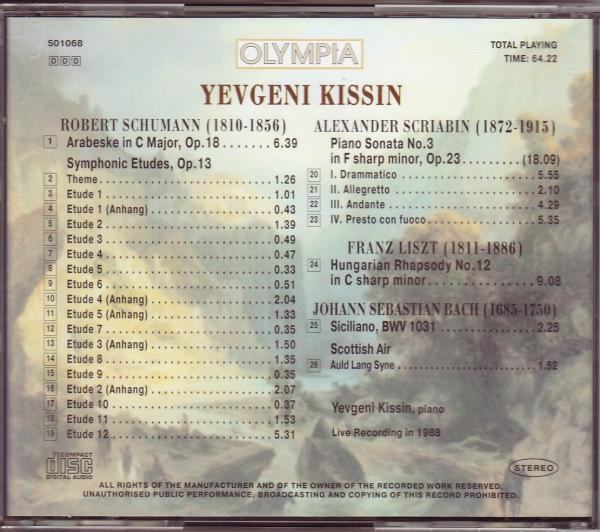 501068
DDD
OLYMPIA
TOTAL PLAYING
TIME: 64.22
YEVGENI KISSIN
ROBERT SCHUMANN (1810-1856)
1 Arabeske in C Major, Op.18 ....... 6.39
Symphonic Etudes, Op.13
2 Theme ....... 1.26
3 Etude 1 ....... 1.01
4 Etude 1 (Anhang) ....... 0.43
5 Etude 2 ....... 1.39
6 Etude 3 ....... 0.49
7 Etude 4 ....... 0.47
8 Etude 5 ....... 0.33
9 Etude 6 ....... 0.51
10 Etude 4 (Anhang) ....... 2.04
11 Etude 5 (Anhang) ....... 1.33
12 Etude 7 ....... 0.35
13 Etude 3 (Anhang) ....... 1.50
14 Etude 8 ....... 1.35
15 Etude 9 ....... 0.35
16 Etude 2 (Anhang) ....... 2.07
17 Etude 10 ....... 0.37
18 Etude 11 ....... 1.53
19 Etude 12 ....... 5.31
ALEXANDER SCRIABIN (1872-1915)
Piano Sonata No.3
in F sharp minor, Op.23 ....... (18.09)
20 I. Drammatico ....... 5.55
21 II. Allegretto ....... 2.10
22 III. Andante ....... 4.29
23 IV. Presto con fuoco ....... 5.35
FRANZ LISZT (1811-1886)
24 Hungarian Rhapsody No.12
in C sharp minor ....... 9.08
JOHANN SEBASTIAN BACH (1685-1750)
25 Siciliano, BWV 1031 ....... 2.25
Scottish Air
26 Auld Lang Syne ....... 1.52
Yevgeni Kissin, piano
Live Recording in 1988
COMPACT
disc
DIGITAL AUDIO
STEREO
ALL RIGHTS OF THE MANUFACTURER AND OF THE OWNER OF THE RECORDED WORK RESERVED.
UNAUTHORISED PUBLIC PERFORMANCE, BROADCASTING AND COPYING OF THIS RECORD PROHIBITED.